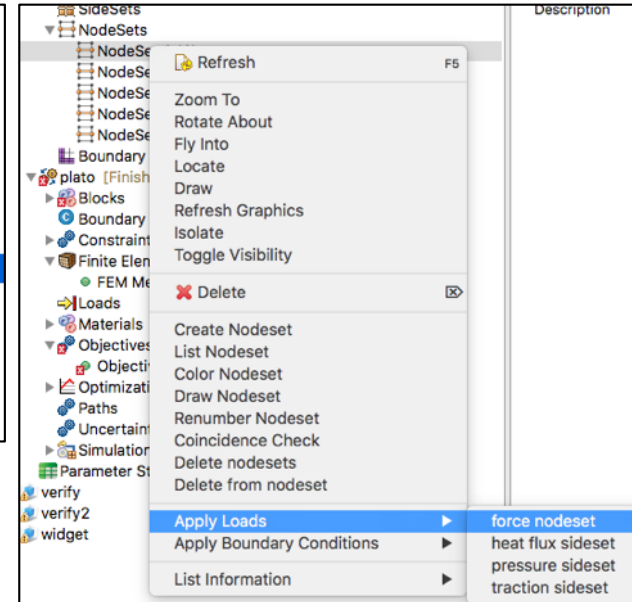 SideSets
Description
NodeSets
NodeSe
NodeSe
NodeSe
NodeSe
NodeSe
Boundary
plato [Finish
Blocks
Boundary
Constraint
Finite Elen
FEM Me
Loads
Materials
Objectives
Objecti
Optimizati
Paths
Uncertaint
Simulation
Parameter St
verify
verify2
widget
Refresh F5
Zoom To
Rotate About
Fly Into
Locate
Draw
Refresh Graphics
Isolate
Toggle Visibility
Delete
Create Nodeset
List Nodeset
Color Nodeset
Draw Nodeset
Renumber Nodeset
Coincidence Check
Delete nodesets
Delete from nodeset
Apply Loads
Apply Boundary Conditions
List Information
force nodeset
heat flux sideset
pressure sideset
traction sideset